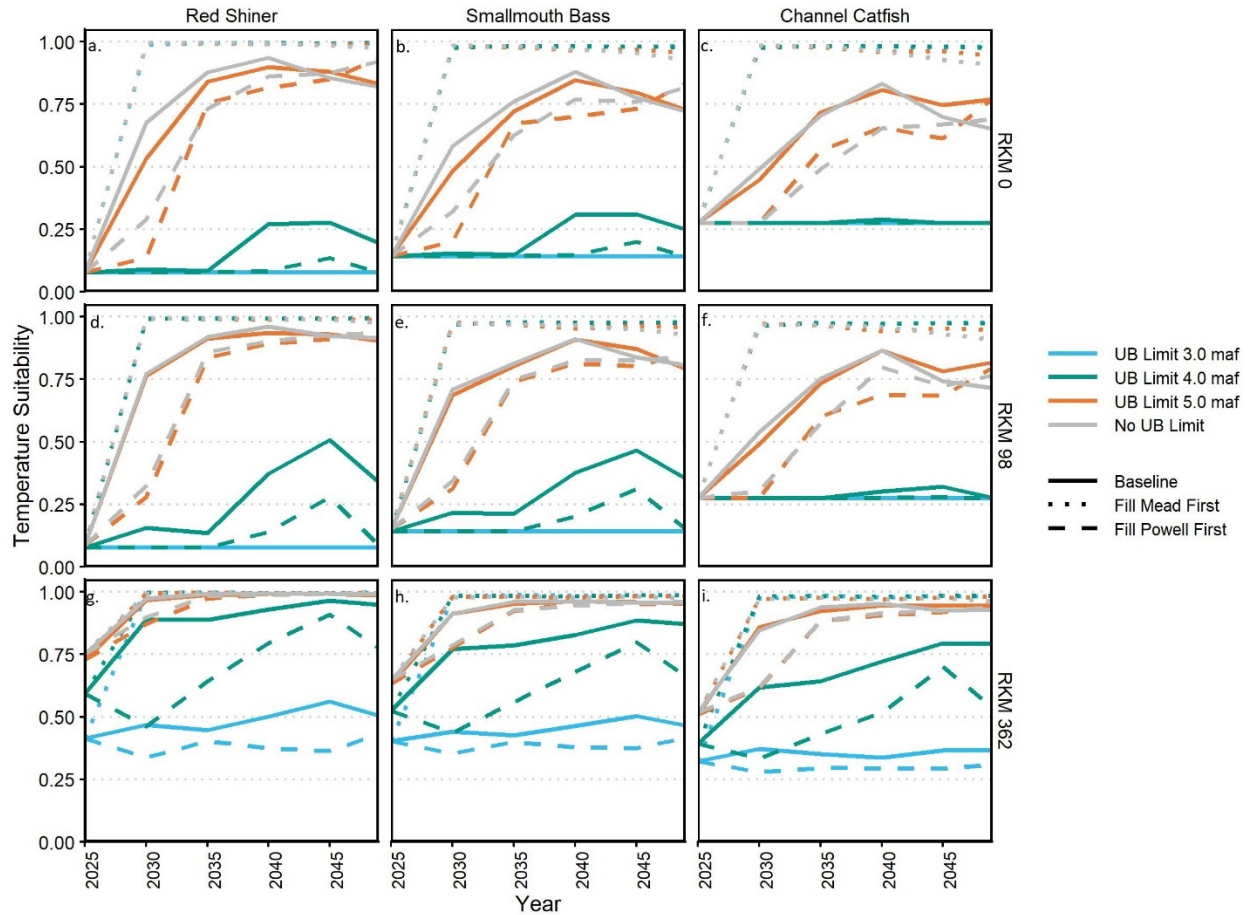 Red Shiner
Smallmouth Bass
Channel Catfish
Temperature Suitability
1.00
0.75
0.50
0.25
0.00
a.
b.
c.
RKM 0
1.00
0.75
0.50
0.25
0.00
d.
e.
f.
RKM 98
1.00
0.75
0.50
0.25
0.00
g.
h.
i.
RKM 362
2025
2030
2035
2040
2045
2025
2030
2035
2040
2045
2025
2030
2035
2040
2045
Year
UB Limit 3.0 maf
UB Limit 4.0 maf
UB Limit 5.0 maf
No UB Limit
Baseline
Fill Mead First
Fill Powell First